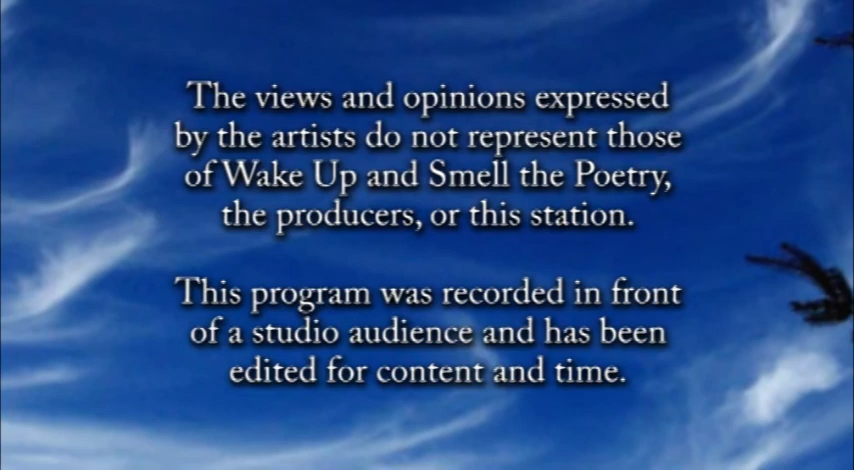 The views and opinions expressed
by the artists do not represent those
of Wake Up and Smell the Poetry,
the producers, or this station.
This program was recorded in front
of a studio audience and has been
edited for content and time.